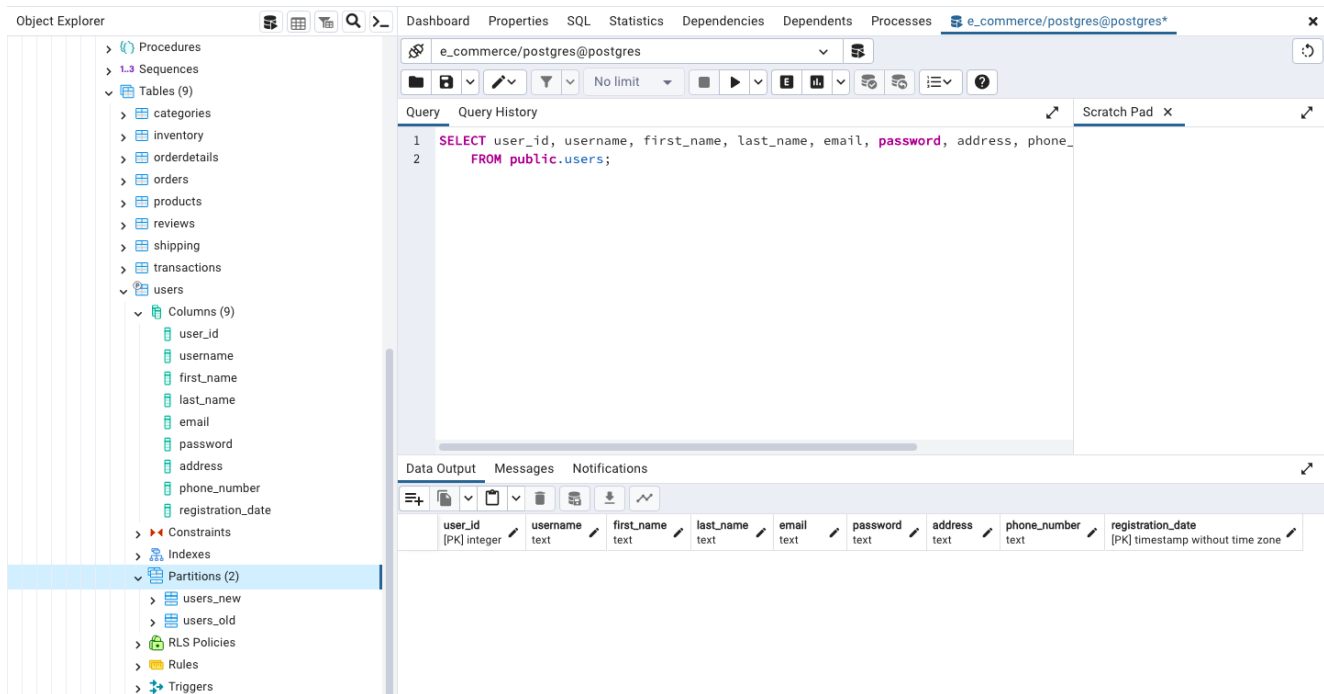 Object Explorer
Procedures
1..3 Sequences
Tables (9)
categories
inventory
orderdetails
orders
products
reviews
shipping
transactions
users
Columns (9)
user_id
username
first_name
last_name
email
password
address
phone_number
registration_date
Constraints
Indexes
Partitions (2)
users_new
users_old
RLS Policies
Rules
Triggers
Dashboard Properties SQL Statistics Dependencies Dependents Processes e_commerce/postgres@postgres*
e_commerce/postgres@postgres
No limit
E
Query Query History
Scratch Pad
1 SELECT user_id, username, first_name, last_name, email, password, address, phone_
2 FROM public.users;
Data Output Messages Notifications
user_id username first_name last_name email password address phone_number registration_date
[PK] integer text text text text text text text [PK] timestamp without time zone